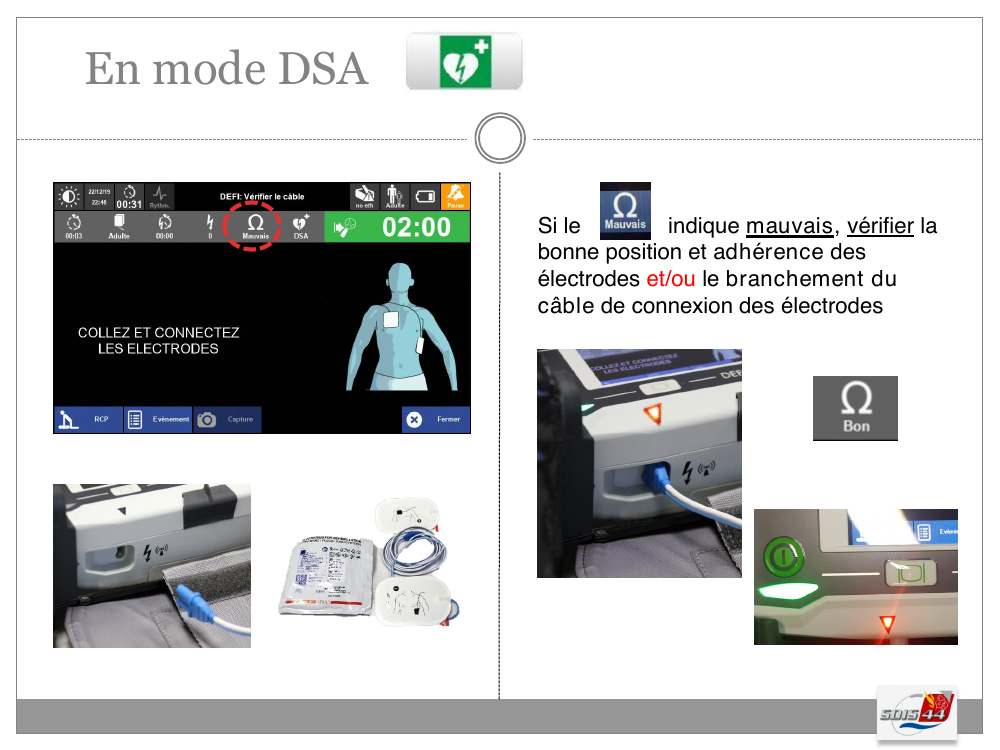 En mode DSA
22/12/19
22:48
00:31
Rythm.
DEFI: Vérifier le câble
no eth
Adulte
Pause
00:03
Adulte
00:00
0
Mauvais
DSA
02:00
COLLEZ ET CONNECTEZ
LES ELECTRODES
RCP
Evénement
Capture
Fermer
Si le Mauvais indique mauvais, vérifier la
bonne position et adhérence des
électrodes et/ou le branchement du
câble de connexion des électrodes
COLLEZ ET CONNECTEZ
LES ELECTRODES
DEF
Ω
Bon
SDIS 44